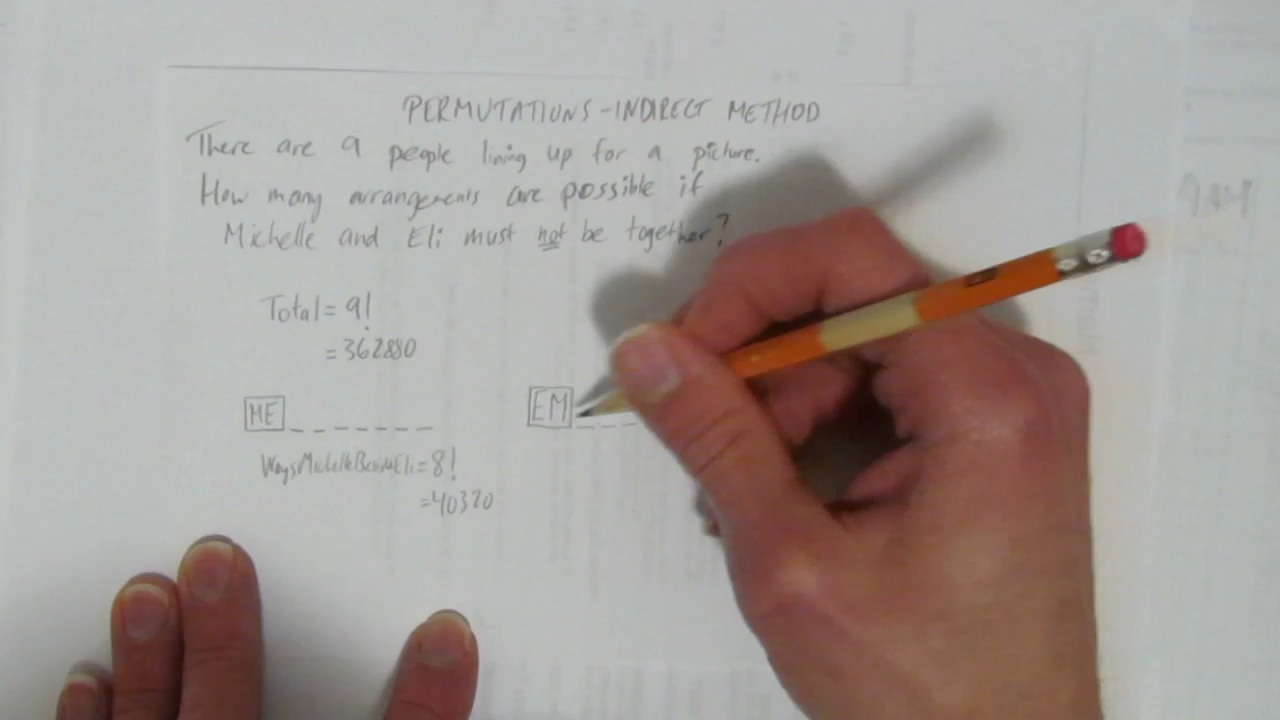 PERMUTATIONS-INDIRECT METHOD
There are 9 people lining up for a picture.
How many arrangements are possible if
Michelle and Eli must not be together?
Total = 9!
= 362880
ME _ _ _ _ _ _ _
EM _ _ _
WaysMichelleBesideEli = 8!
= 40320